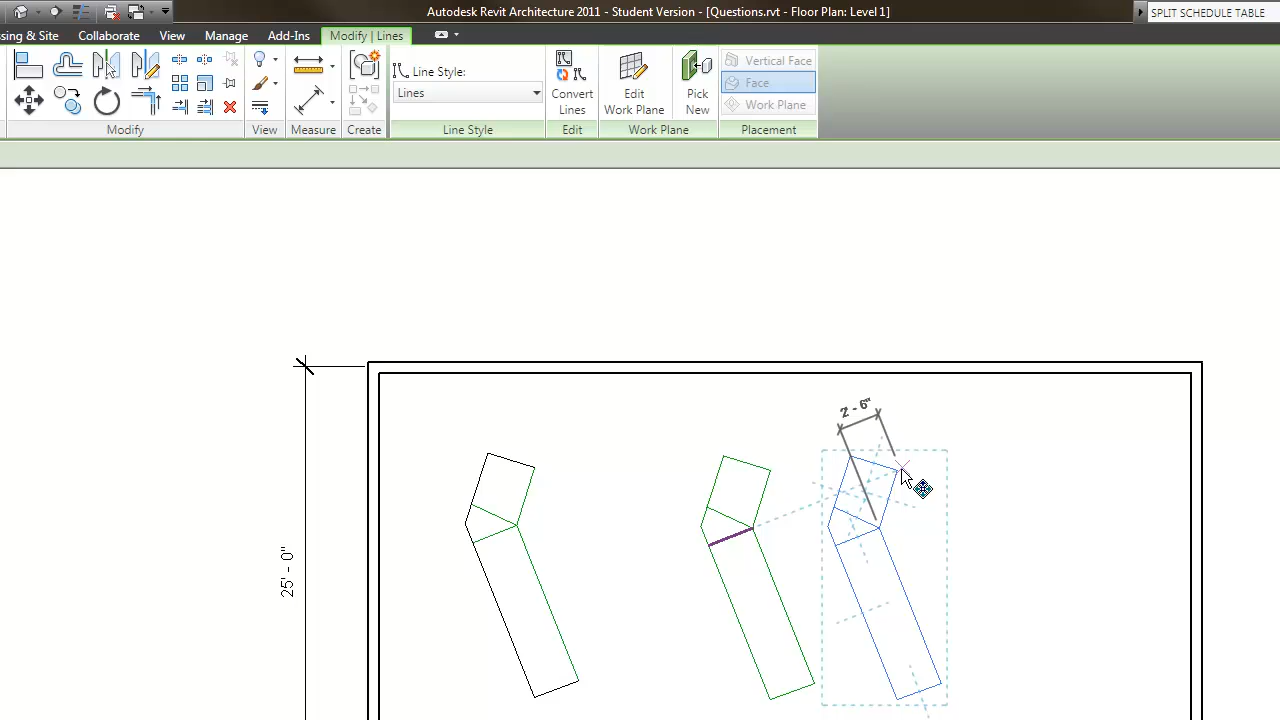 Autodesk Revit Architecture 2011 - Student Version - [Questions.rvt - Floor Plan: Level 1]
SPLIT SCHEDULE TABLE
ssing & Site
Collaborate
View
Manage
Add-Ins
Modify | Lines
Line Style:
Lines
Convert
Lines
Edit
Work Plane
Pick
New
Vertical Face
Face
Work Plane
Modify
View
Measure
Create
Line Style
Edit
Work Plane
Placement
2' - 6"
25' - 0"